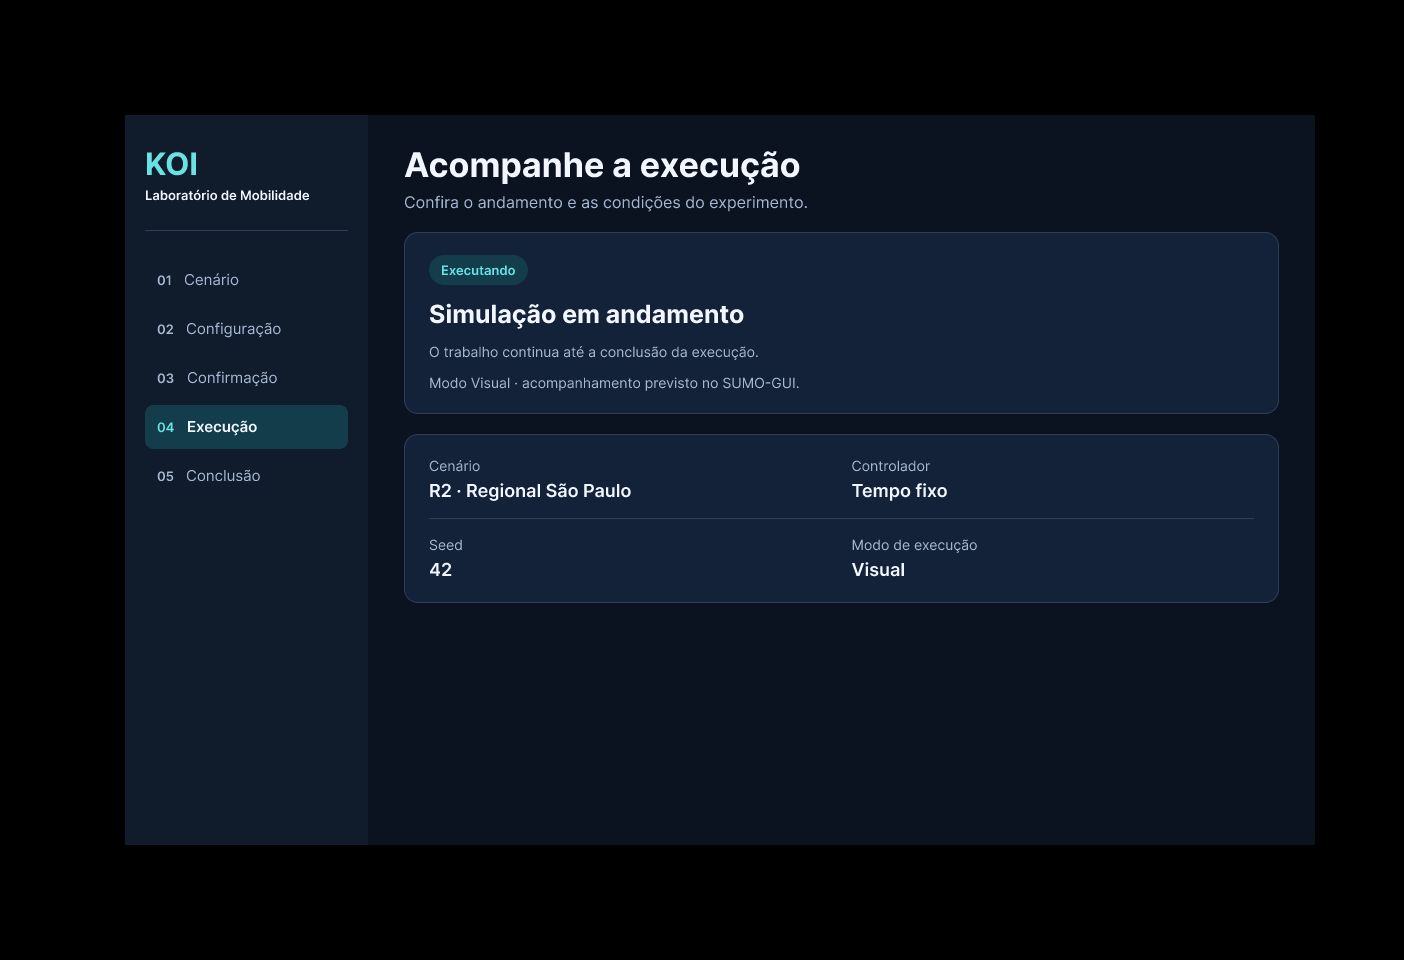 KOI
Laboratório de Mobilidade
01 Cenário
02 Configuração
03 Confirmação
04 Execução
05 Conclusão
Acompanhe a execução
Confira o andamento e as condições do experimento.
Executando
Simulação em andamento
O trabalho continua até a conclusão da execução.
Modo Visual · acompanhamento previsto no SUMO-GUI.
Cenário
R2 · Regional São Paulo
Controlador
Tempo fixo
Seed
42
Modo de execução
Visual